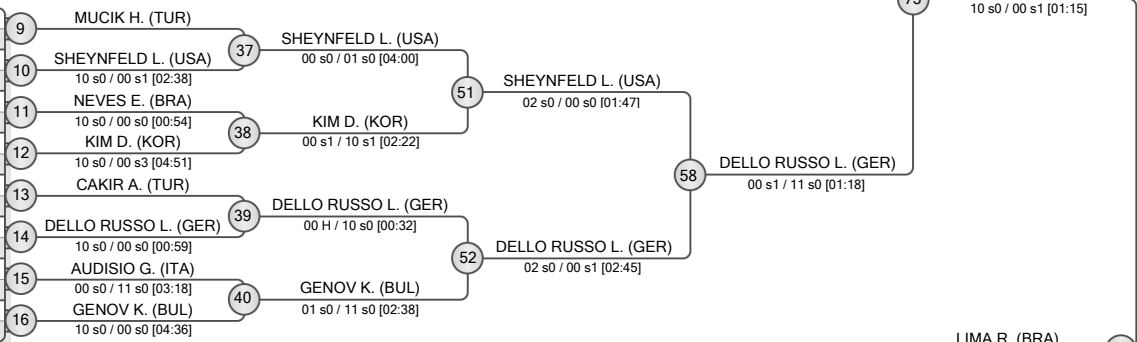 73
10 s0 / 00 s1 [01:15]
9
MUCIK H. (TUR)
10
SHEYNFELD L. (USA)
10 s0 / 00 s1 [02:38]
37
SHEYNFELD L. (USA)
00 s0 / 01 s0 [04:00]
11
NEVES E. (BRA)
10 s0 / 00 s0 [00:54]
12
KIM D. (KOR)
10 s0 / 00 s3 [04:51]
38
KIM D. (KOR)
00 s1 / 10 s1 [02:22]
51
SHEYNFELD L. (USA)
02 s0 / 00 s0 [01:47]
13
CAKIR A. (TUR)
14
DELLO RUSSO L. (GER)
10 s0 / 00 s0 [00:59]
39
DELLO RUSSO L. (GER)
00 H / 10 s0 [00:32]
15
AUDISIO G. (ITA)
00 s0 / 11 s0 [03:18]
16
GENOV K. (BUL)
10 s0 / 00 s0 [04:36]
40
GENOV K. (BUL)
01 s0 / 11 s0 [02:38]
52
DELLO RUSSO L. (GER)
02 s0 / 00 s1 [02:45]
58
DELLO RUSSO L. (GER)
00 s1 / 11 s0 [01:18]
LIMA R. (BRA)